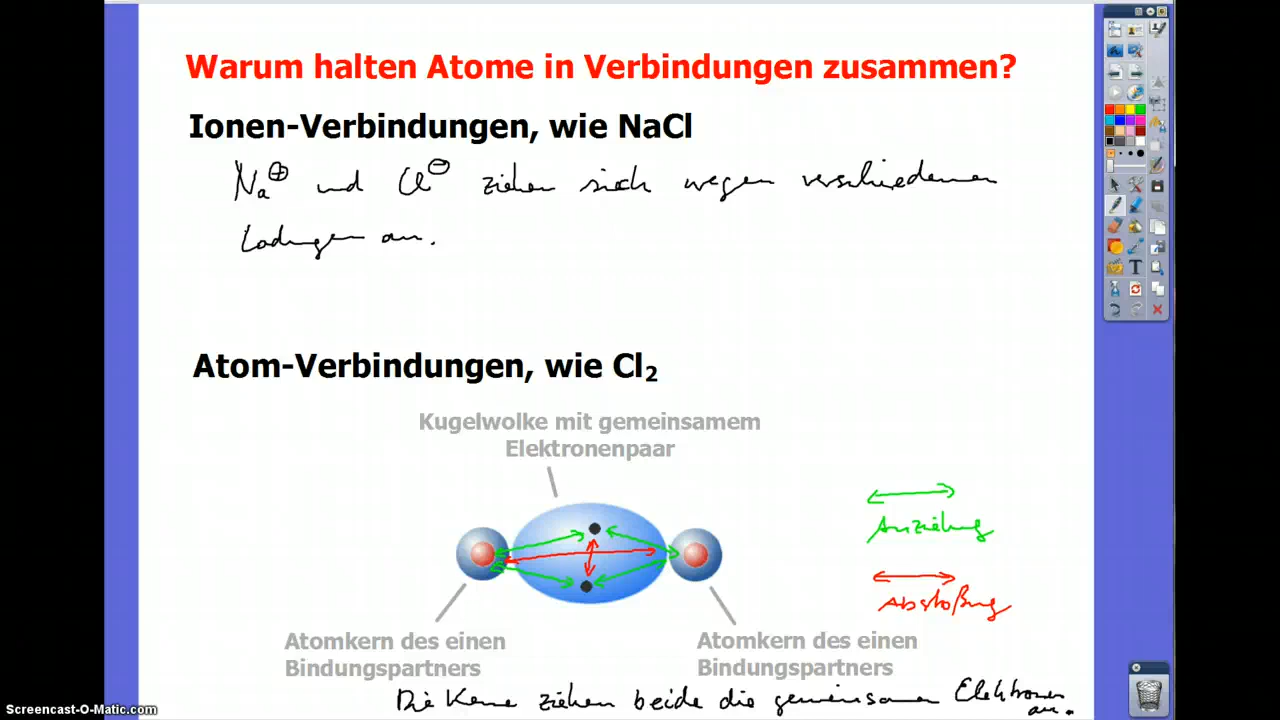 Warum halten Atome in Verbindungen zusammen?
Ionen-Verbindungen, wie NaCl
Na⊕ und Cl⊖ ziehen sich wegen verschiedenen
Ladungen an.
Atom-Verbindungen, wie Cl₂
Kugelwolke mit gemeinsamem
Elektronenpaar
Anziehung
Abstoßung
Atomkern des einen
Bindungspartners
Atomkern des einen
Bindungspartners
Die Kerne ziehen beide die gemeinsamen Elektronen
an.
Screencast-O-Matic.com